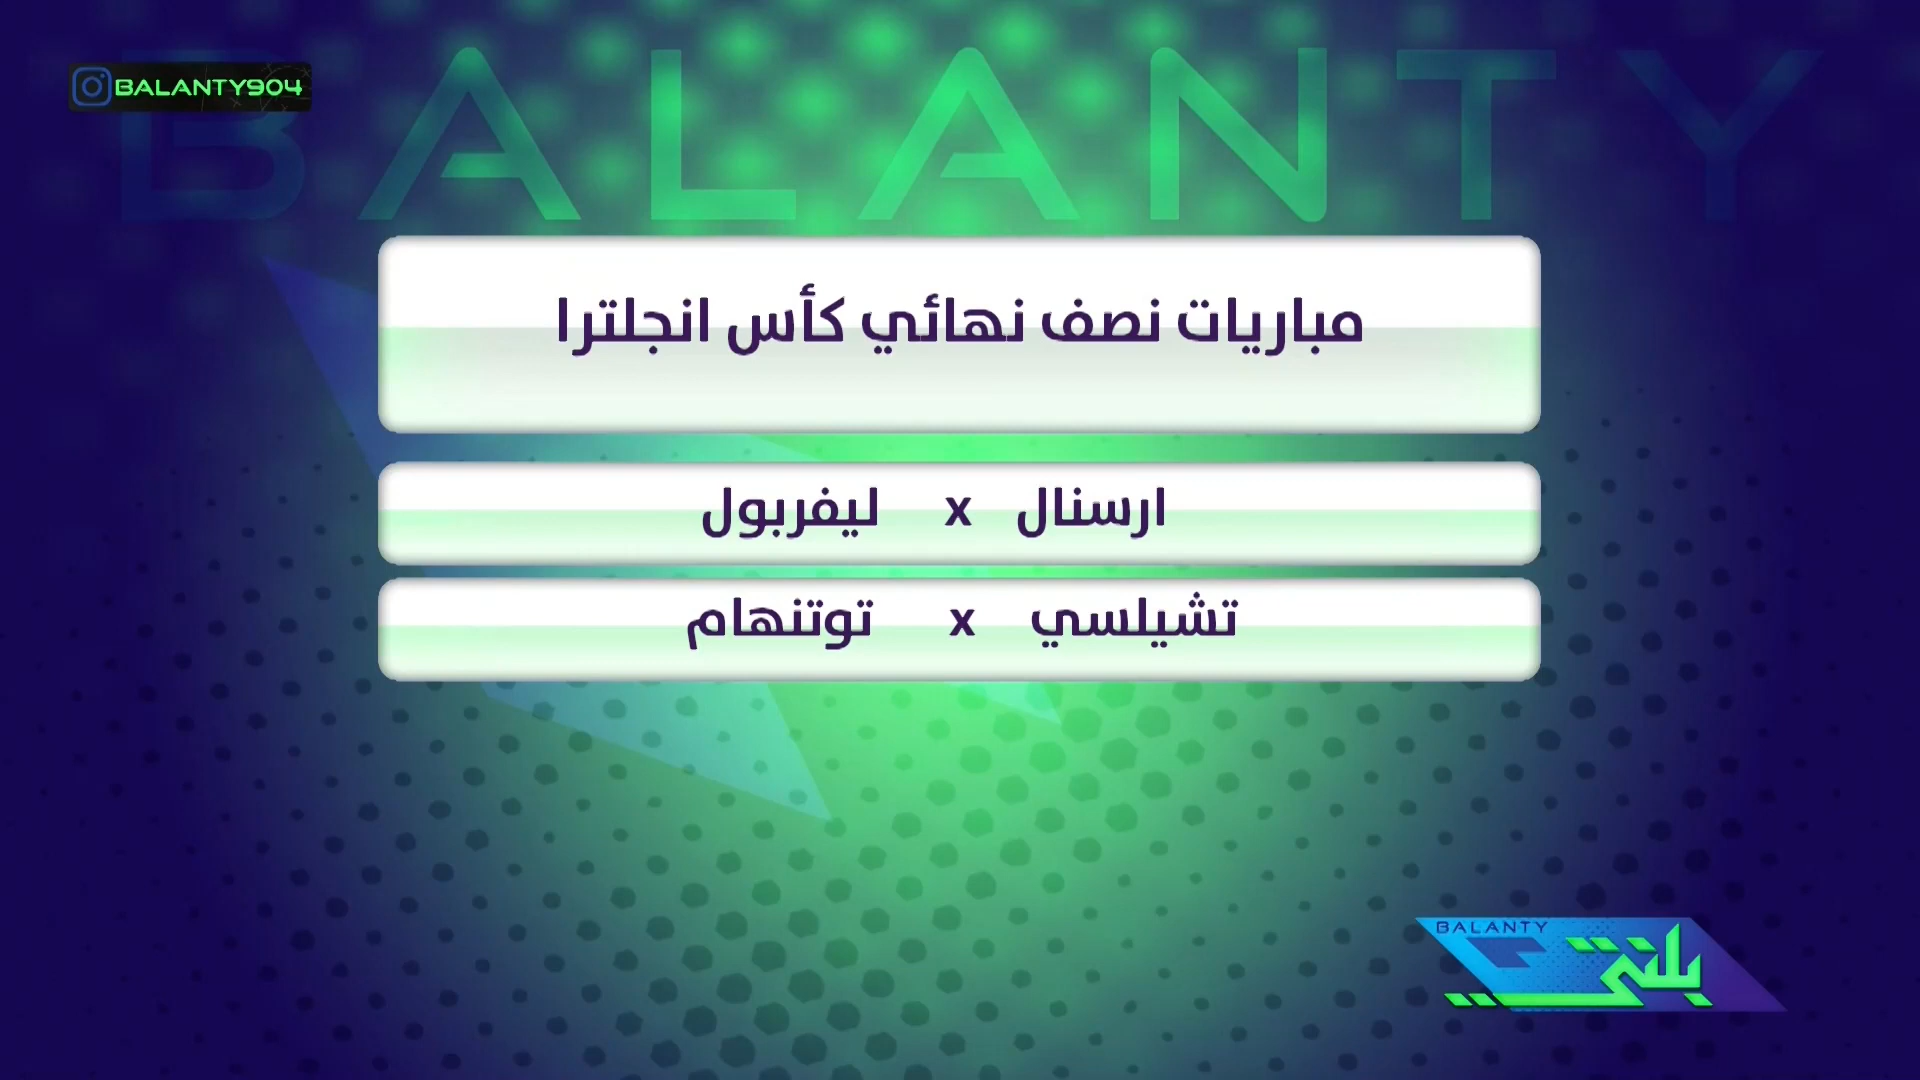 BALANTY
BALANTY904
مباريات نصف نهائي كأس انجلترا
ارسنال x ليفربول
تشيلسي x توتنهام
BALANTY
بلنتي